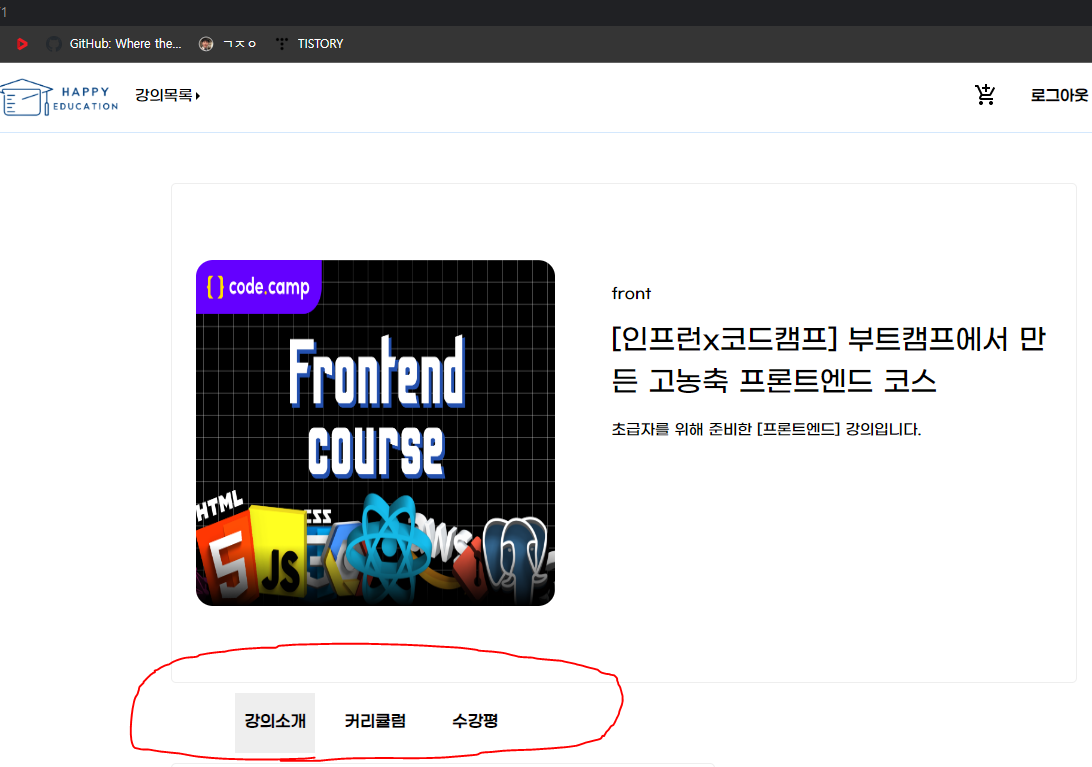 1
GitHub: Where the...
ㄱㅈㅇ
TISTORY
HAPPY
EDUCATION
강의목록
로그아웃
{ } code.camp
Frontend
course
HTML
CSS
5
JS
front
[인프런x코드캠프] 부트캠프에서 만
든 고농축 프론트엔드 코스
초급자를 위해 준비한 [프론트엔드] 강의입니다.
강의소개
커리큘럼
수강평